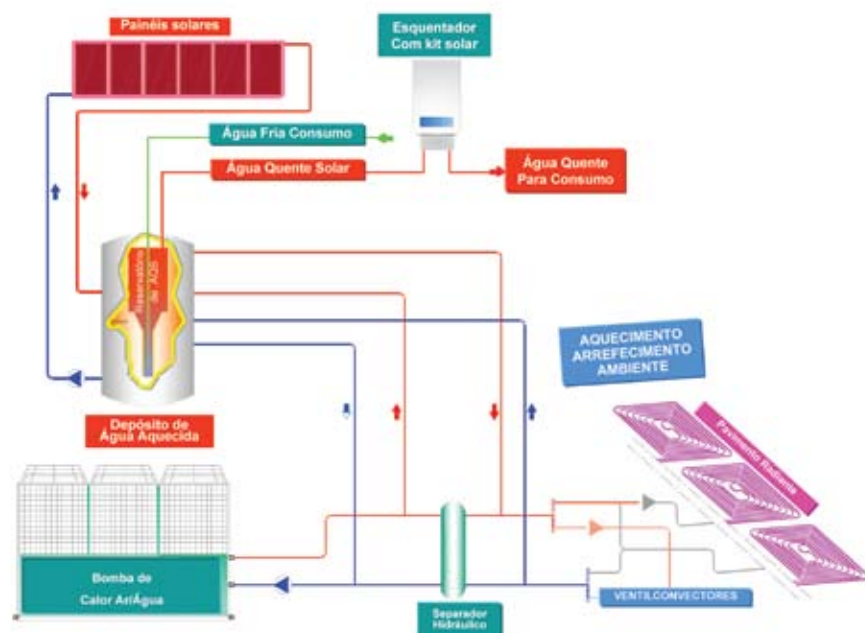 Painéis solares
Esquentador
Com kit solar
Água Fria Consumo
Água Quente Solar
Água Quente
Para Consumo
Reservatório
de AQS
AQUECIMENTO
ARREFECIMENTO
AMBIENTE
Depósito de
Água Aquecida
Pavimento Radiante
Bomba de
Calor Ar/Água
Separador
Hidráulico
VENTILCONVECTORES